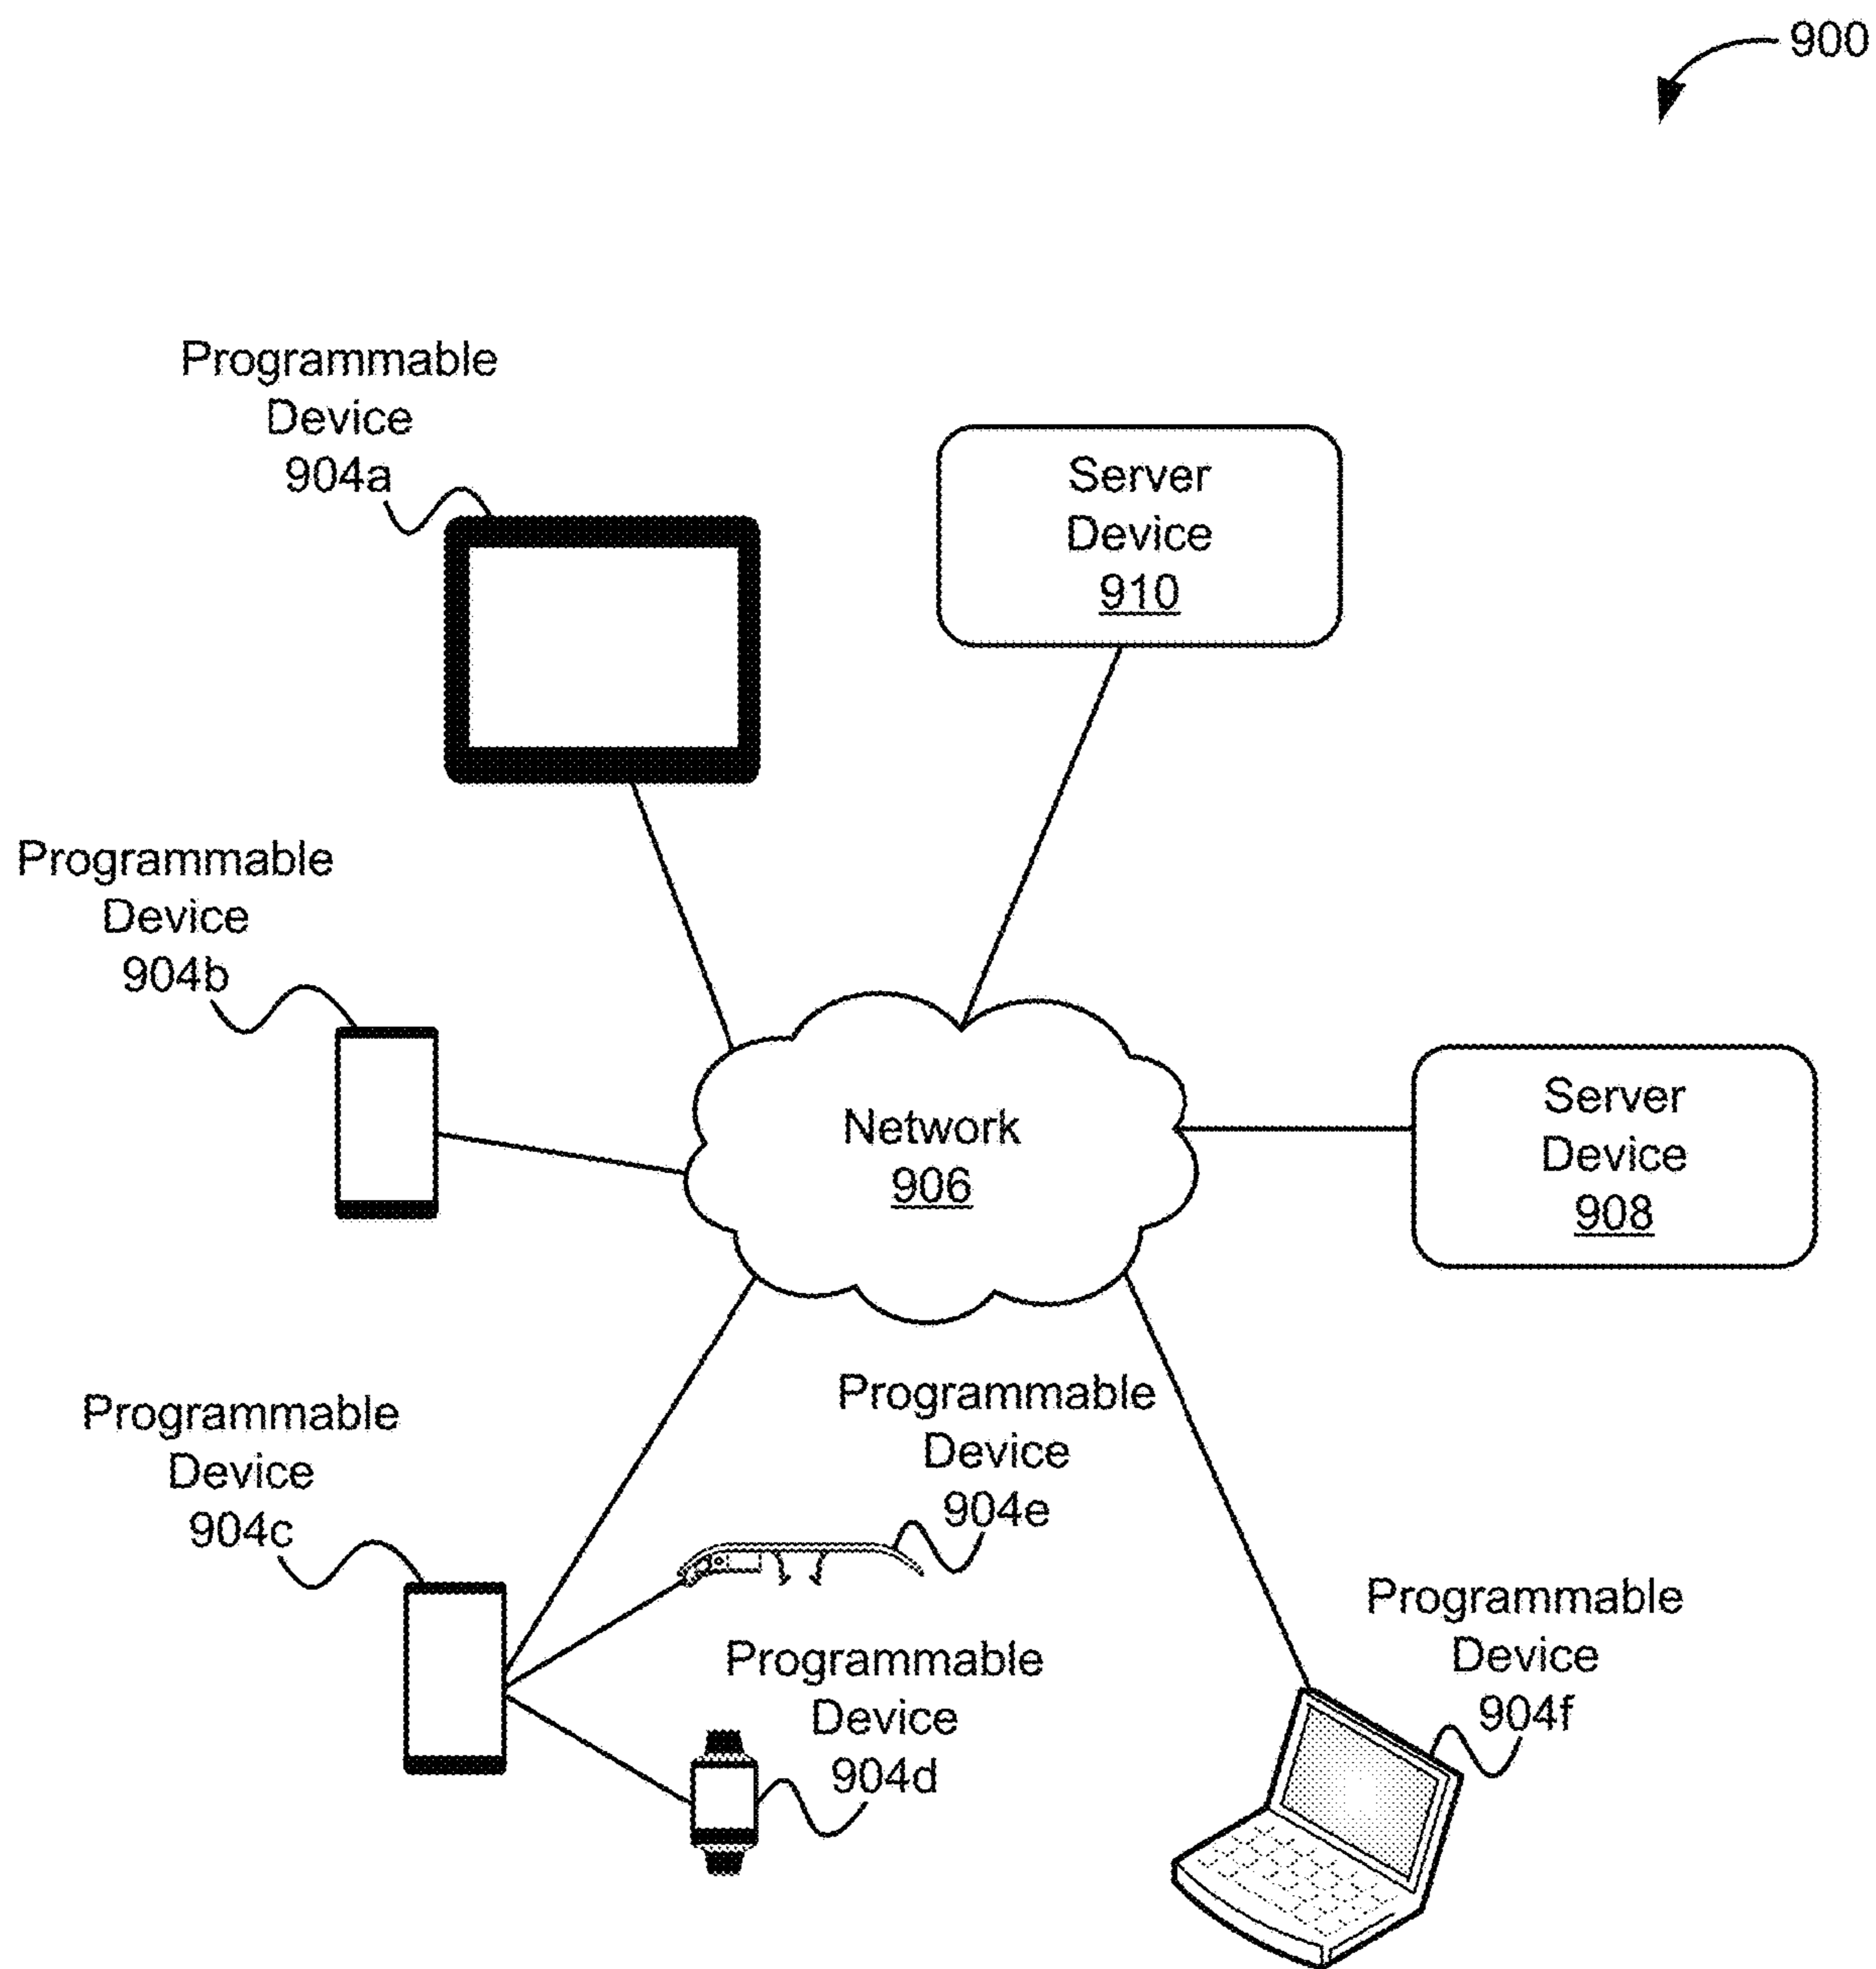 900
Programmable
Device
904a
Server
Device
910
Programmable
Device
904b
Network
906
Server
Device
908
Programmable
Device
904c
Programmable
Device
904e
Programmable
Device
904d
Programmable
Device
904f